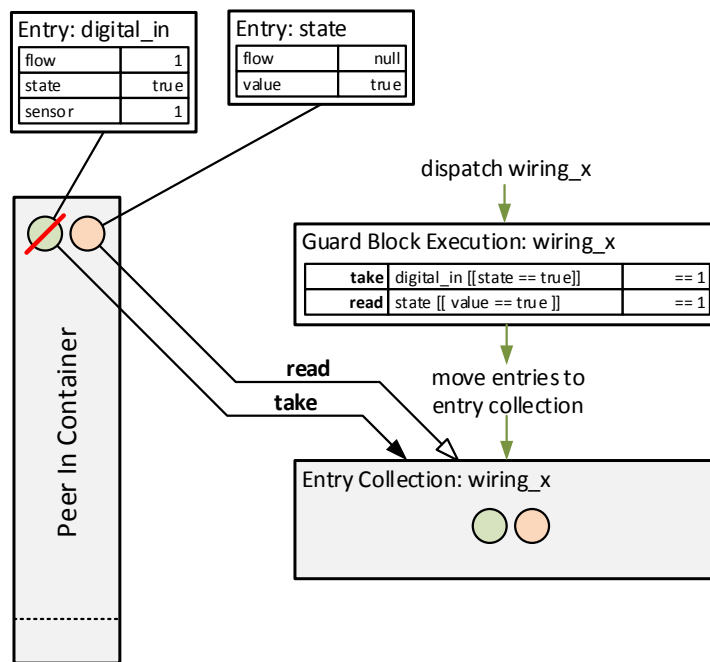 Entry: digital_in
flow 1
state true
sensor 1
Entry: state
flow null
value true
dispatch wiring_x
Guard Block Execution: wiring_x
take digital_in [[state == true]] == 1
read state [[ value == true ]] == 1
move entries to
entry collection
read
take
Peer In Container
Entry Collection: wiring_x